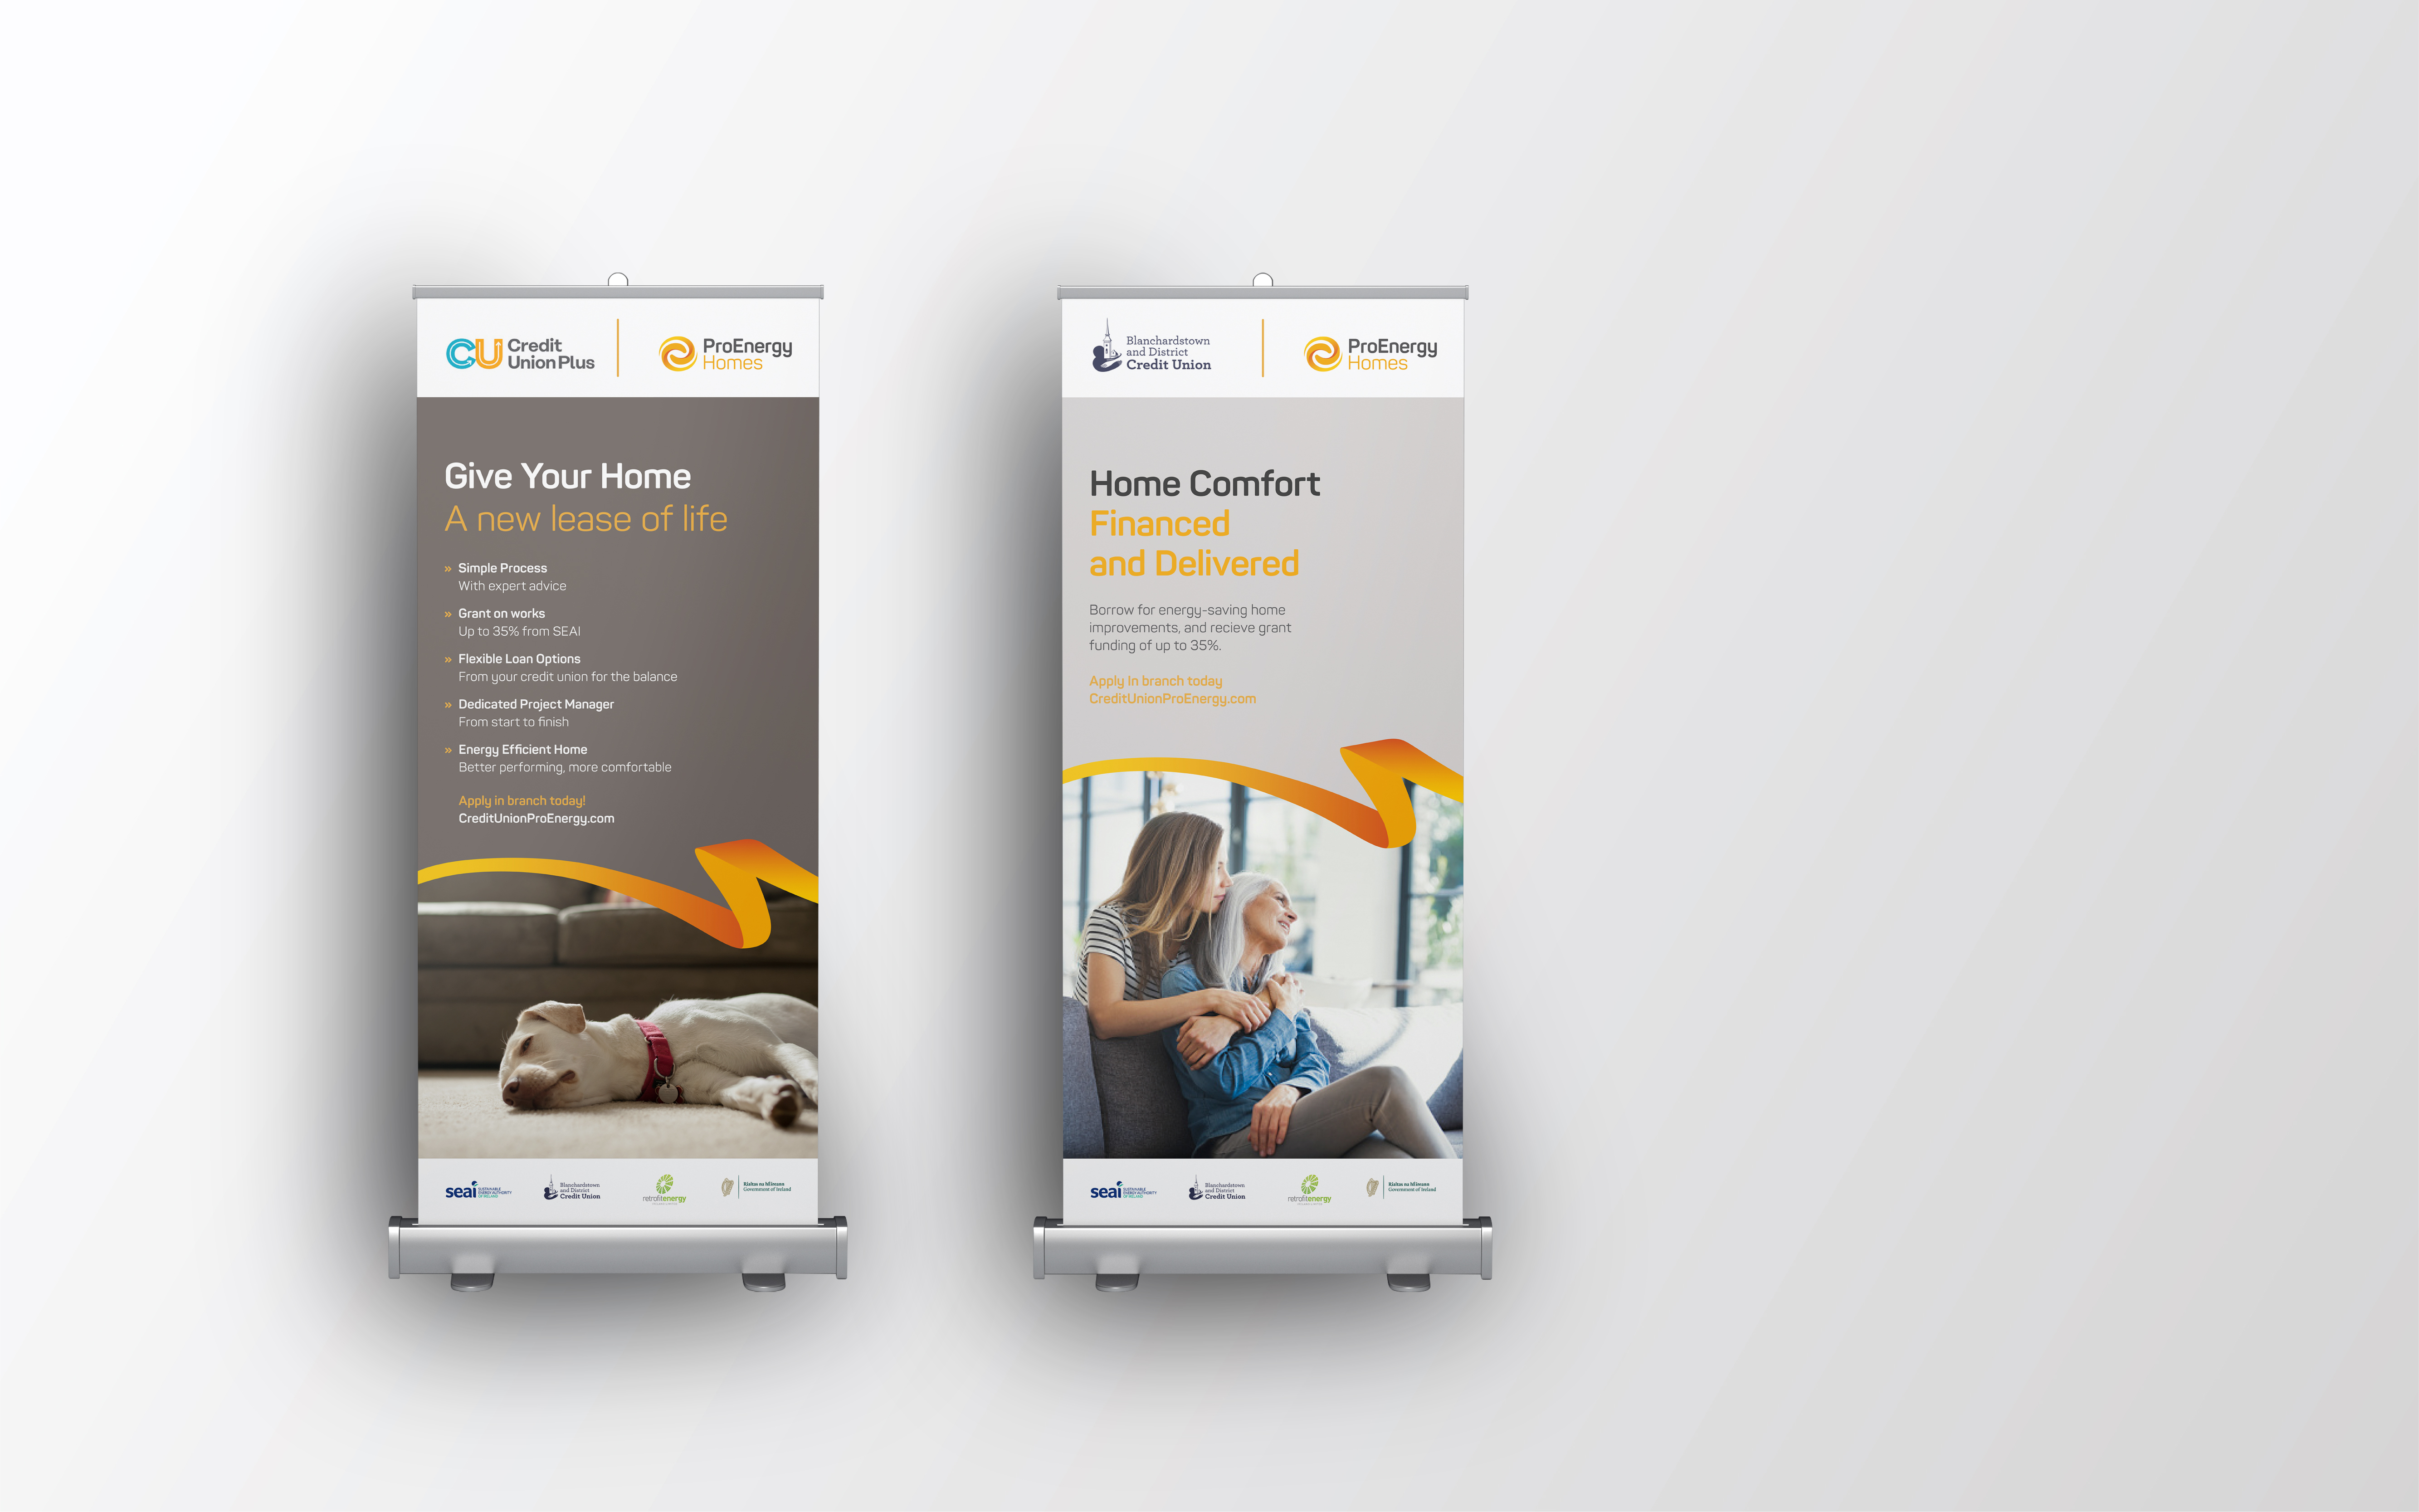 CU Credit
Union Plus
ProEnergy
Homes
Give Your Home
A new lease of life
» Simple Process
With expert advice
» Grant on works
Up to 35% from SEAI
» Flexible Loan Options
From your credit union for the balance
» Dedicated Project Manager
From start to finish
» Energy Efficient Home
Better performing, more comfortable
Apply in branch today!
CreditUnionProEnergy.com
seai SUSTAINABLE
ENERGY AUTHORITY
OF IRELAND
Blanchardstown
and District
Credit Union
retrofitenergy
Rialtas na hÉireann
Government of Ireland
Blanchardstown
and District
Credit Union
ProEnergy
Homes
Home Comfort
Financed
and Delivered
Borrow for energy-saving home
improvements, and recieve grant
funding of up to 35%.
Apply In branch today
CreditUnionProEnergy.com
seai SUSTAINABLE
ENERGY AUTHORITY
OF IRELAND
Blanchardstown
and District
Credit Union
retrofitenergy
Rialtas na hÉireann
Government of Ireland